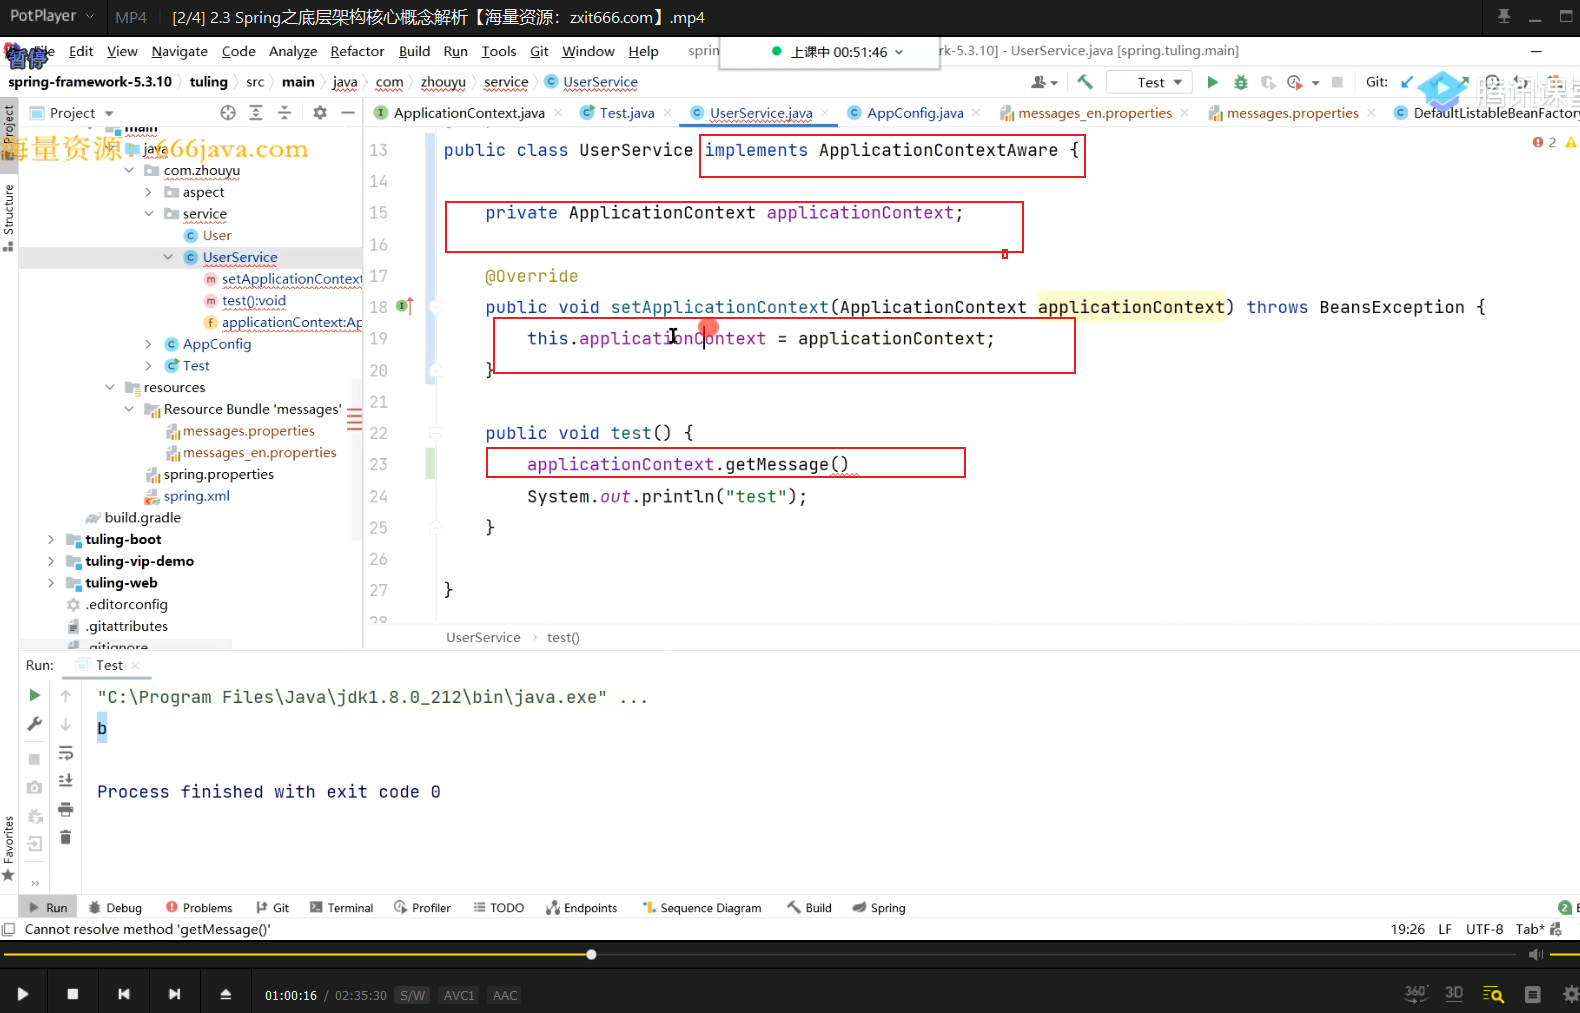 PotPlayer MP4 [2/4] 2.3 Spring之底层架构核心概念解析【海量资源：zxit666.com】.mp4
暂停
Edit View Navigate Code Analyze Refactor Build Run Tools Git Window Help
上课中 00:51:46
rk-5.3.10] - UserService.java [spring.tuling.main]
spring-framework-5.3.10 tuling src main java com zhouyu service UserService
Test
Git:
腾讯课堂
Project
ApplicationContext.java
Test.java
UserService.java
AppConfig.java
messages_en.properties
messages.properties
DefaultListableBeanFactory
海量资源：666java.com
main
java
com.zhouyu
aspect
service
User
UserService
setApplicationContext
test():void
applicationContext:Ap
AppConfig
Test
resources
Resource Bundle 'messages'
messages.properties
messages_en.properties
spring.properties
spring.xml
build.gradle
tuling-boot
tuling-vip-demo
tuling-web
.editorconfig
.gitattributes
.gitignore
Project
Structure
Favorites
2
13 public class UserService implements ApplicationContextAware {
14
15 private ApplicationContext applicationContext;
16
17 @Override
18 public void setApplicationContext(ApplicationContext applicationContext) throws BeansException {
19 this.applicationContext = applicationContext;
20 }
21
22 public void test() {
23 applicationContext.getMessage()
24 System.out.println("test");
25 }
26
27 }
28
UserService test()
Run: Test
"C:\Program Files\Java\jdk1.8.0_212\bin\java.exe" ...
b
Process finished with exit code 0
Run Debug Problems Git Terminal Profiler TODO Endpoints Sequence Diagram Build Spring
2
Cannot resolve method 'getMessage()'
19:26 LF UTF-8 Tab*
01:00:16 / 02:35:30 S/W AVC1 AAC
360° 3D